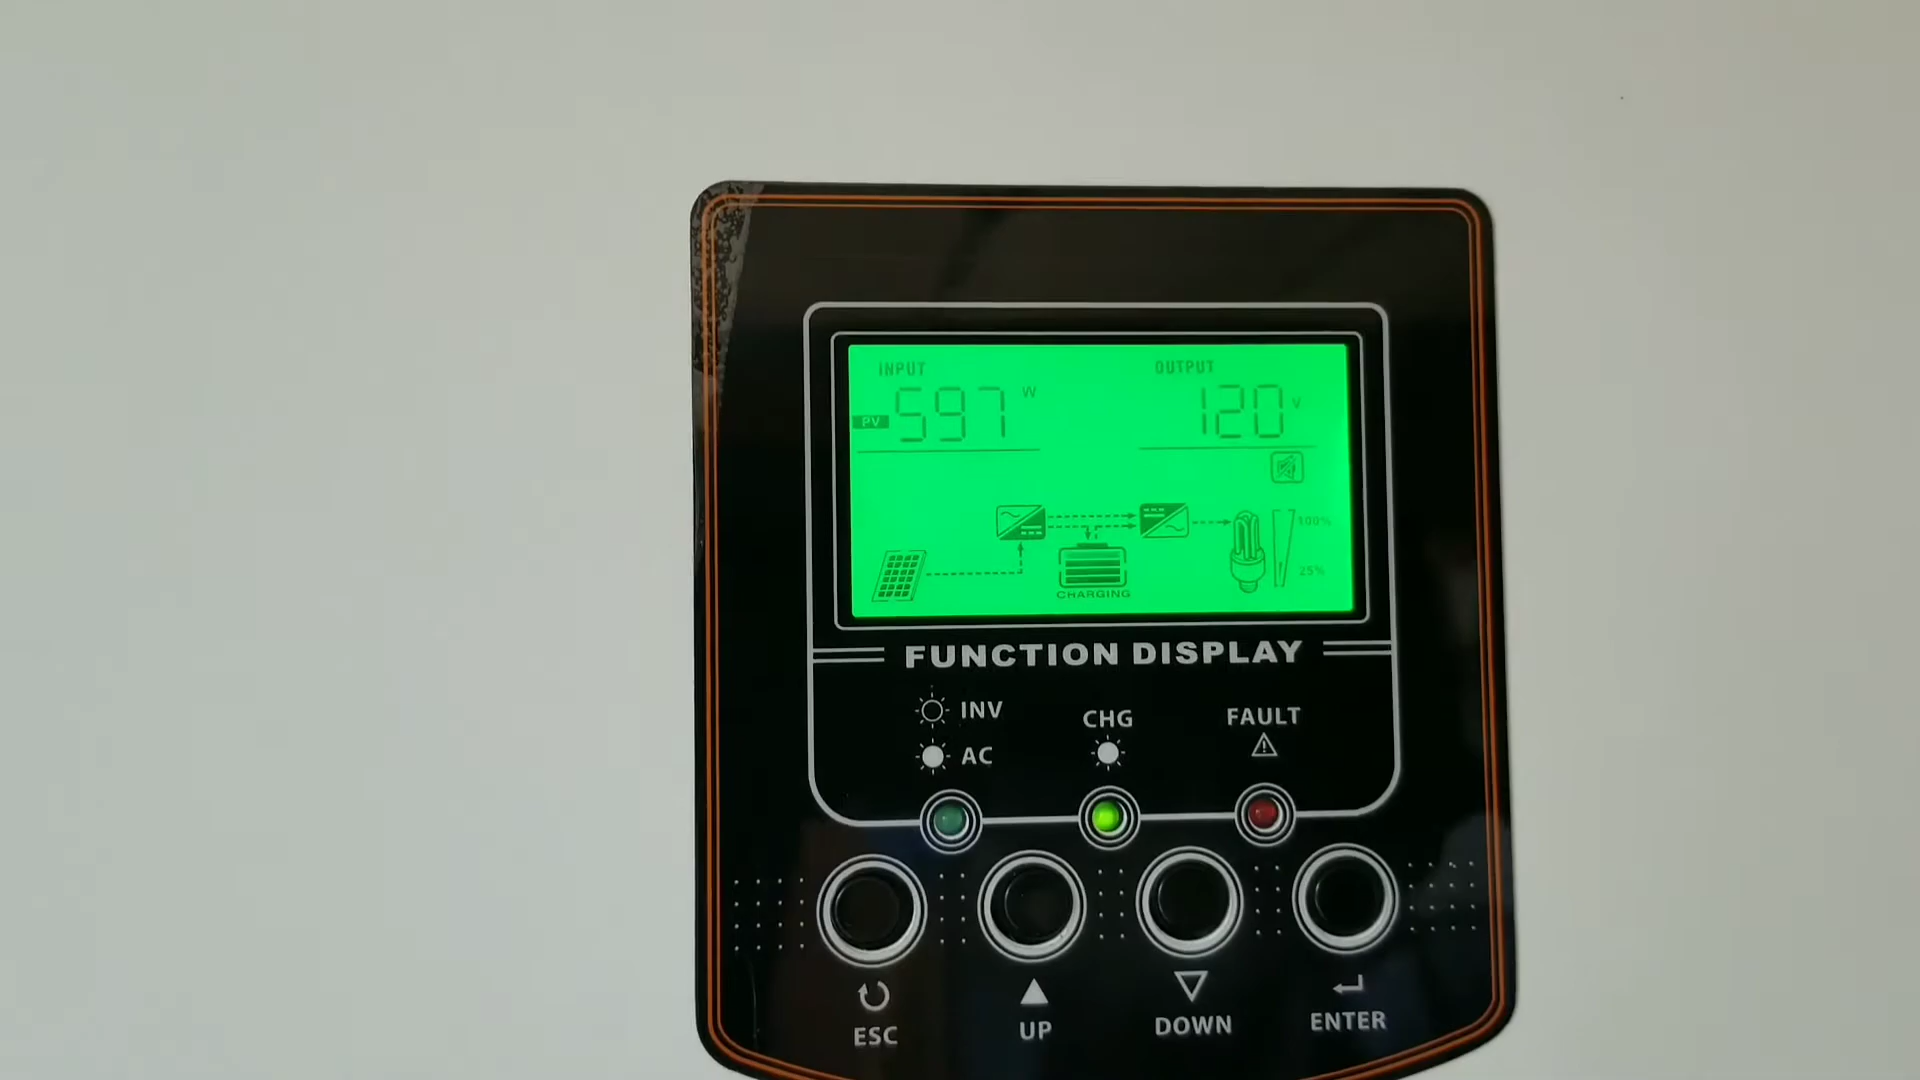 INPUT OUTPUT
PV 597 W 120 V
100%
25%
CHARGING
FUNCTION DISPLAY
INV CHG FAULT
AC
ESC UP DOWN ENTER